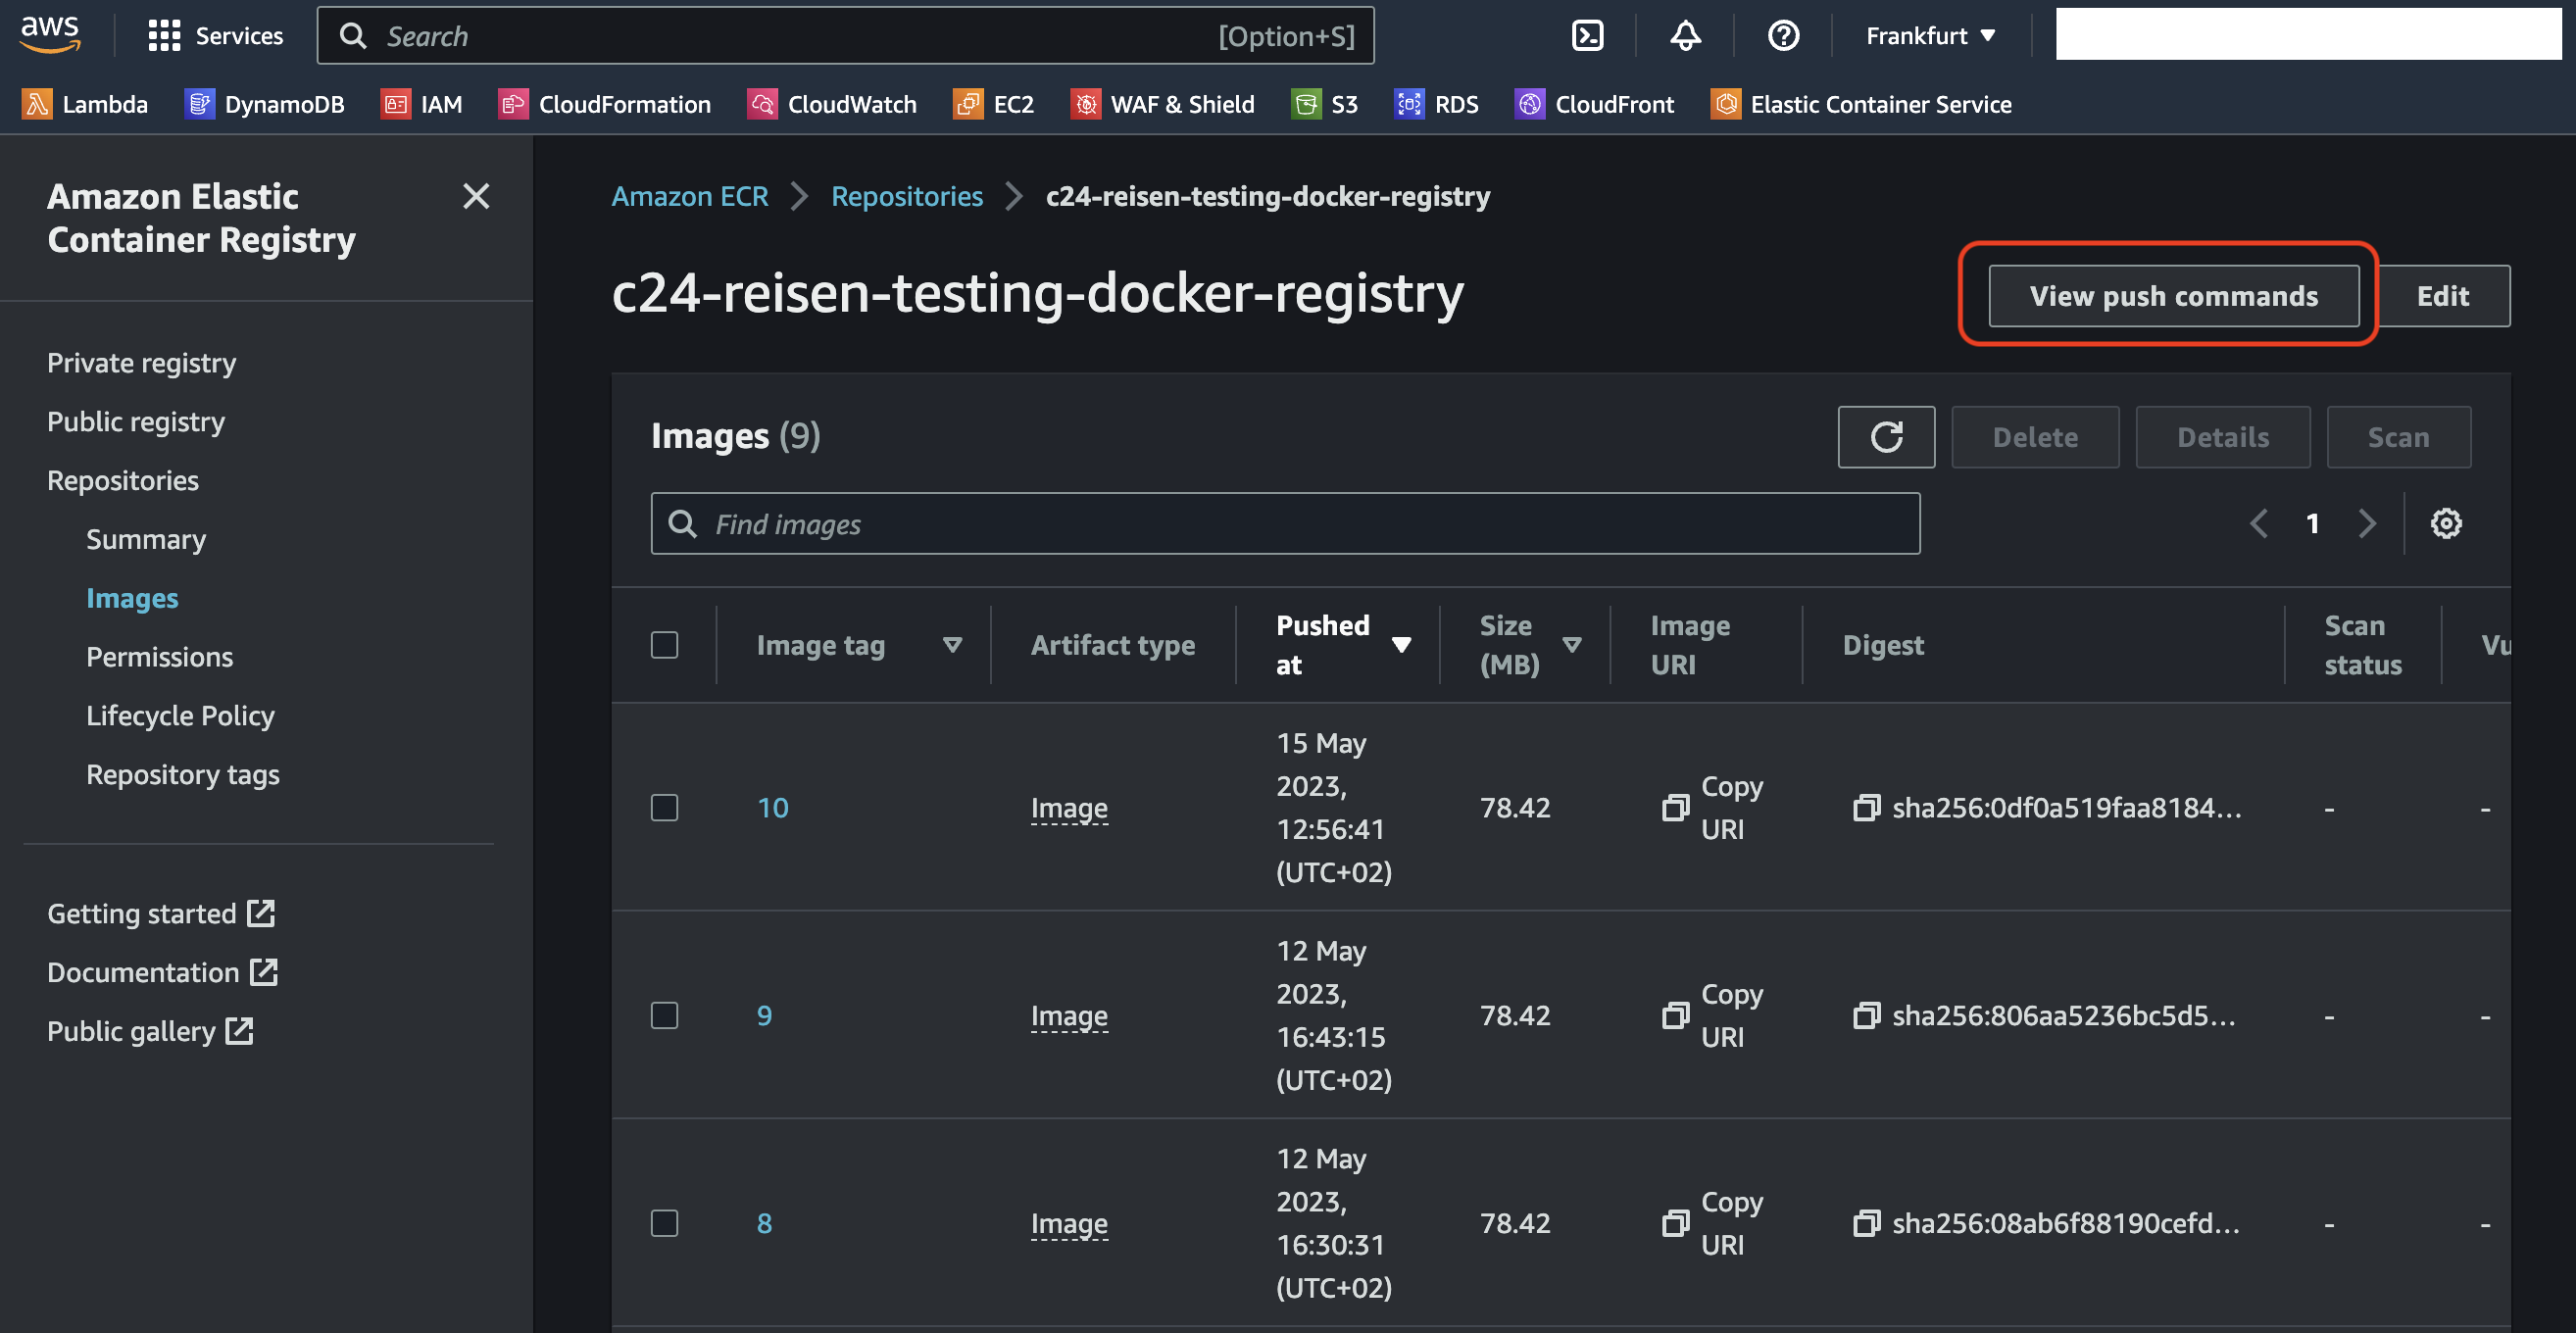 aws
Services
Search [Option+S]
Frankfurt
Lambda
DynamoDB
IAM
CloudFormation
CloudWatch
EC2
WAF & Shield
S3
RDS
CloudFront
Elastic Container Service
Amazon Elastic
Container Registry
Private registry
Public registry
Repositories
Summary
Images
Permissions
Lifecycle Policy
Repository tags
Getting started
Documentation
Public gallery
Amazon ECR > Repositories > c24-reisen-testing-docker-registry
c24-reisen-testing-docker-registry
View push commands
Edit
Images (9)
Delete
Details
Scan
Find images
1
Image tag
Artifact type
Pushed
at
Size
(MB)
Image
URI
Digest
Scan
status
Vu
10
Image
15 May
2023,
12:56:41
(UTC+02)
78.42
Copy
URI
sha256:0df0a519faa8184...
-
-
9
Image
12 May
2023,
16:43:15
(UTC+02)
78.42
Copy
URI
sha256:806aa5236bc5d5...
-
-
8
Image
12 May
2023,
16:30:31
(UTC+02)
78.42
Copy
URI
sha256:08ab6f88190cefd...
-
-